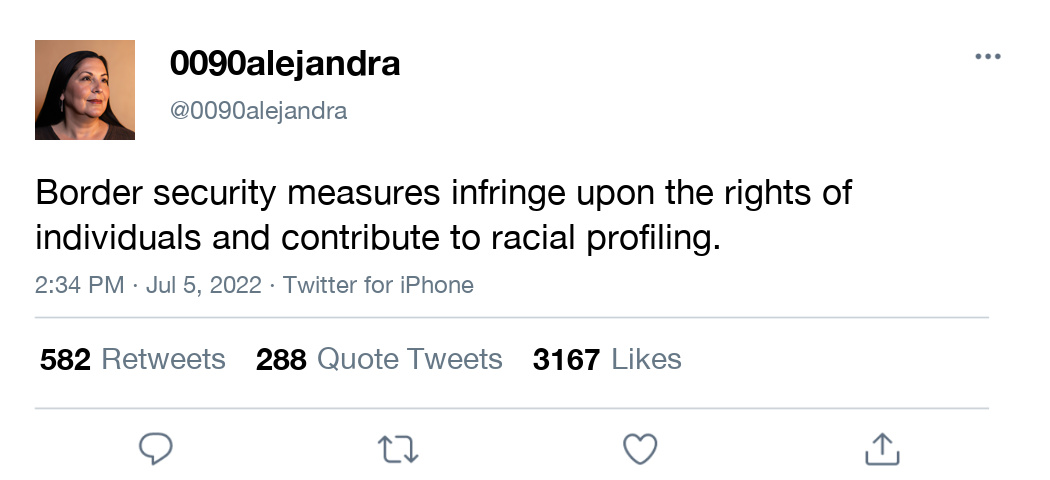 0090alejandra
@0090alejandra
Border security measures infringe upon the rights of
individuals and contribute to racial profiling.
2:34 PM · Jul 5, 2022 · Twitter for iPhone
582 Retweets 288 Quote Tweets 3167 Likes